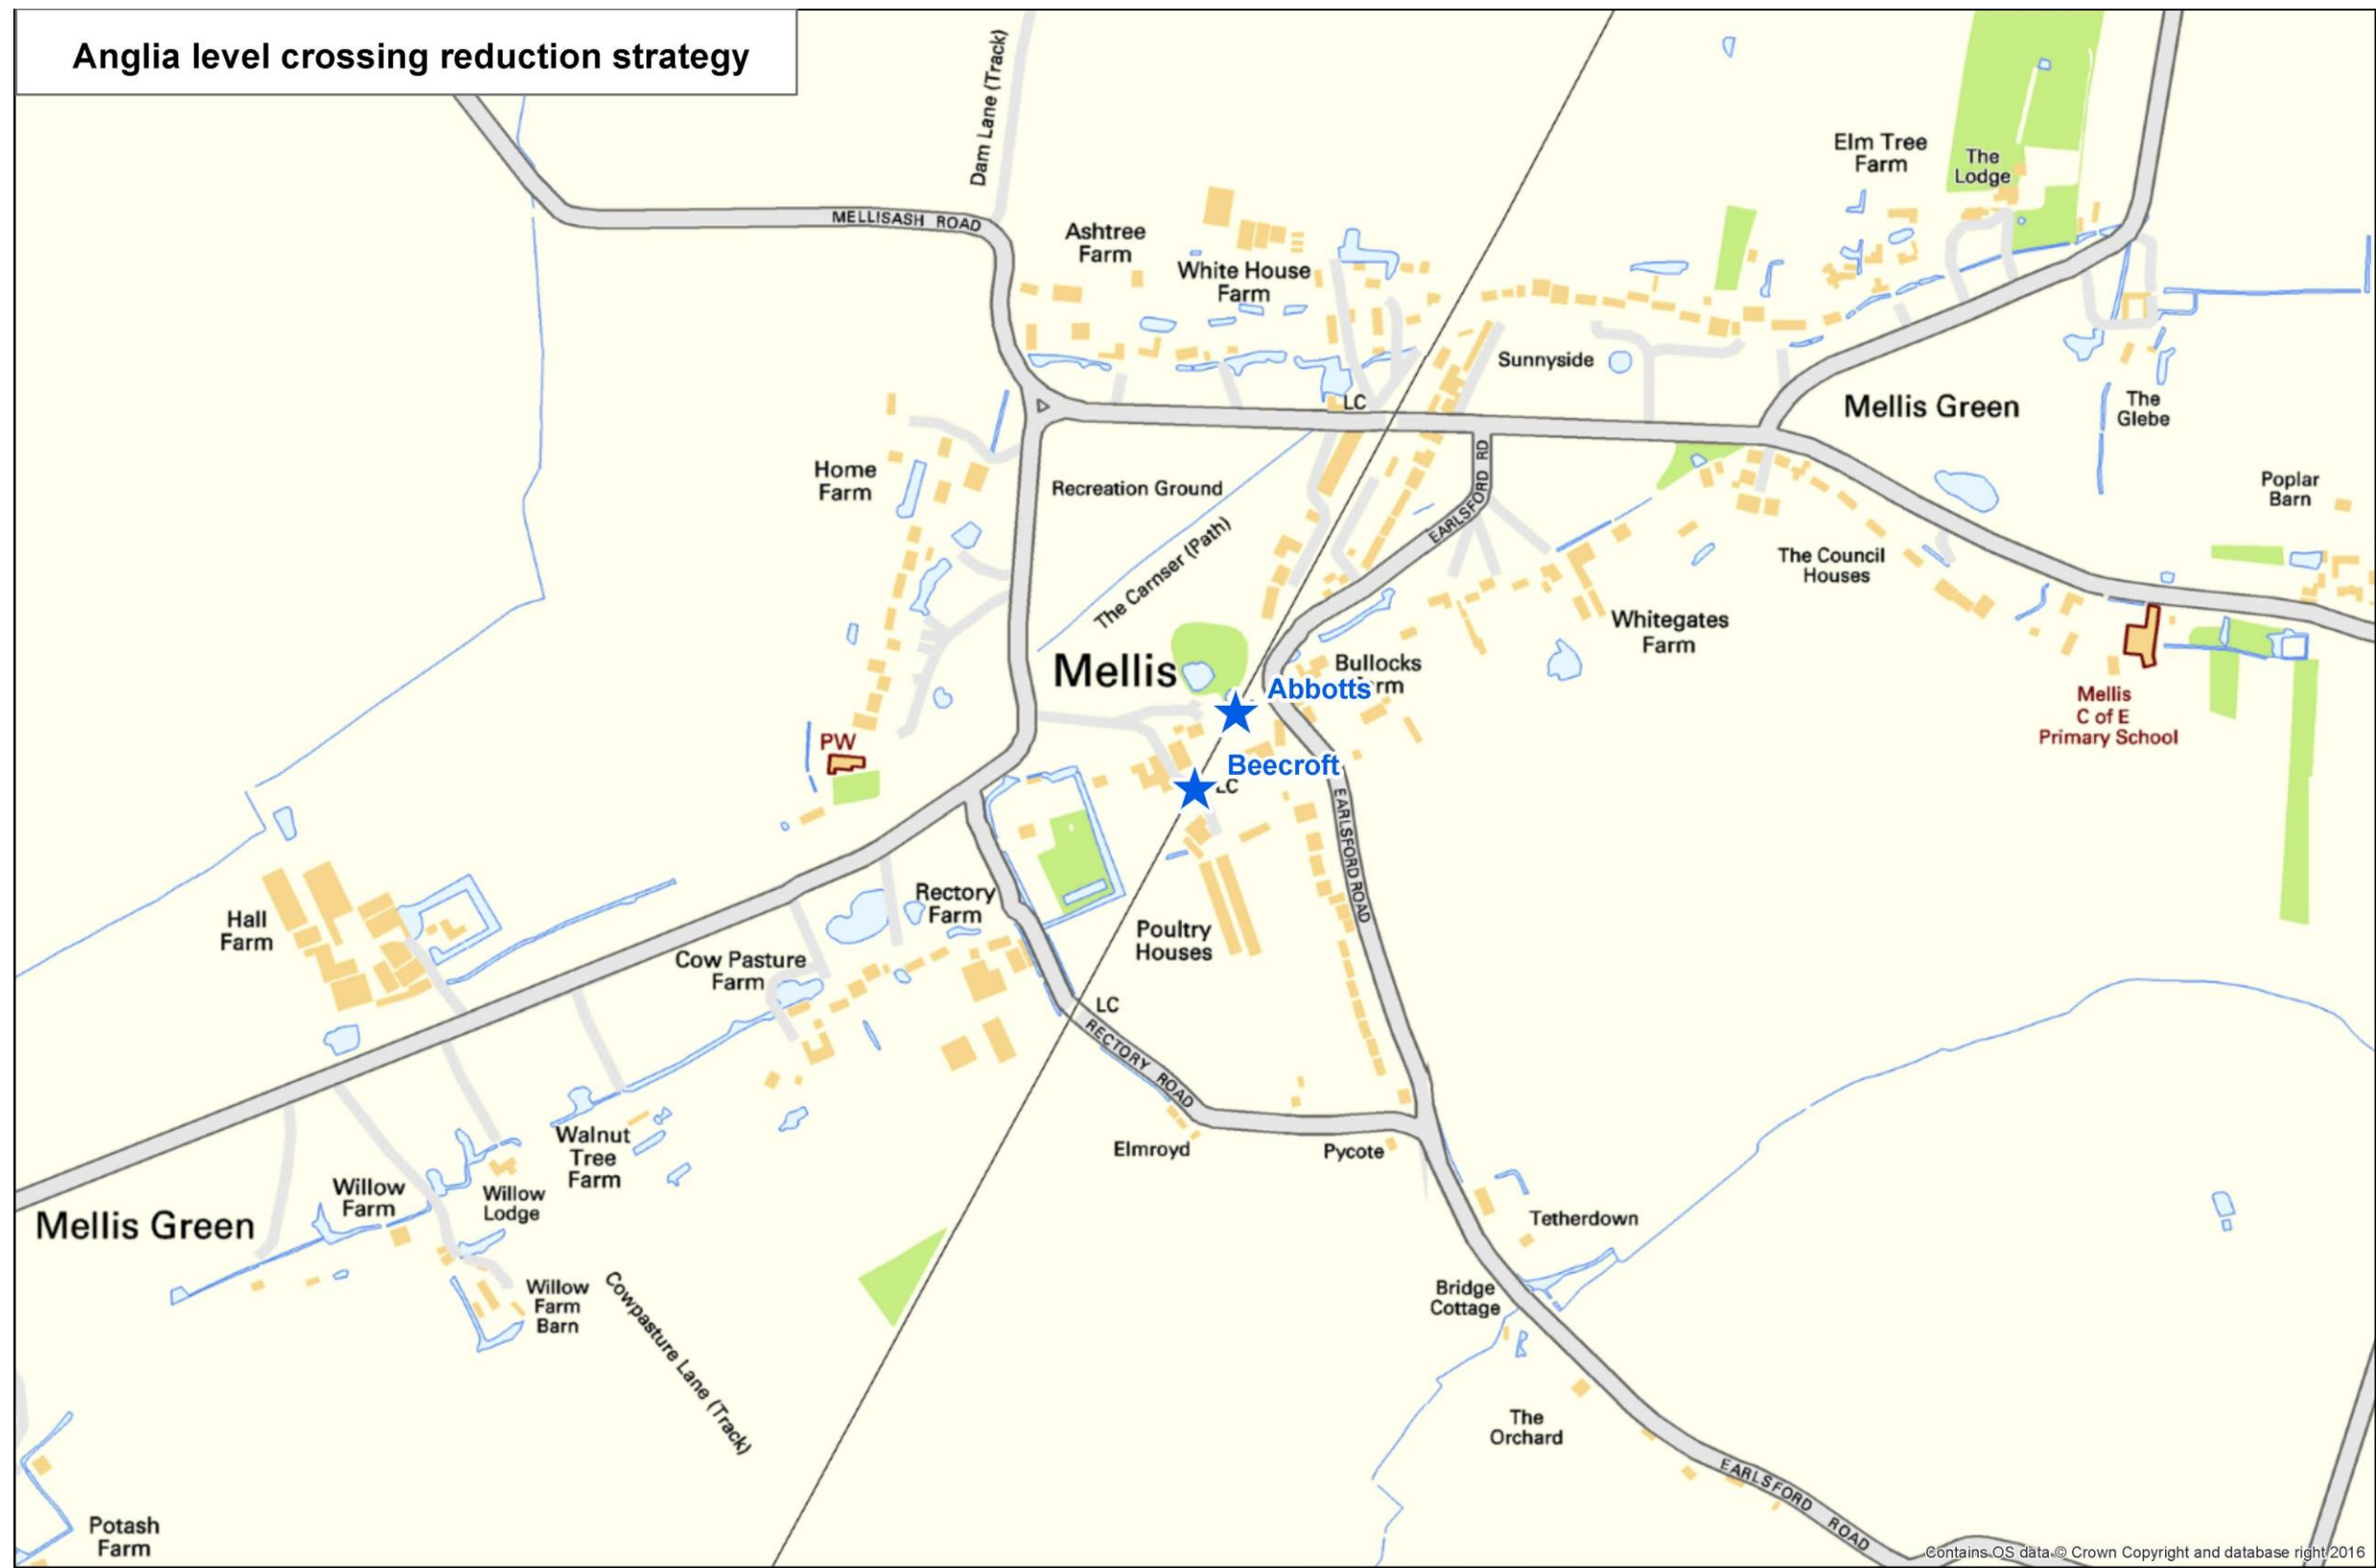 Anglia level crossing reduction strategy
Dam Lane (Track)
MELLISASH ROAD
Ashtree
Farm
White House
Farm
Elm Tree
Farm
The
Lodge
Sunnyside
LC
Mellis Green
The
Glebe
Home
Farm
Recreation Ground
The Carnser (Path)
EARLSFORD RD
Poplar
Barn
The Council
Houses
Whitegates
Farm
Mellis
Bullocks
rm
Abbotts
Mellis
C of E
Primary School
PW
Beecroft
LC
EARLSFORD ROAD
Hall
Farm
Rectory
Farm
Cow Pasture
Farm
Poultry
Houses
LC
RECTORY ROAD
Elmroyd
Pycote
Walnut
Tree
Farm
Willow
Farm
Willow
Lodge
Mellis Green
Tetherdown
Willow
Farm
Barn
Cowpasture Lane (Track)
Bridge
Cottage
The
Orchard
EARLSFORD ROAD
Potash
Farm
Contains OS data © Crown Copyright and database right 2016